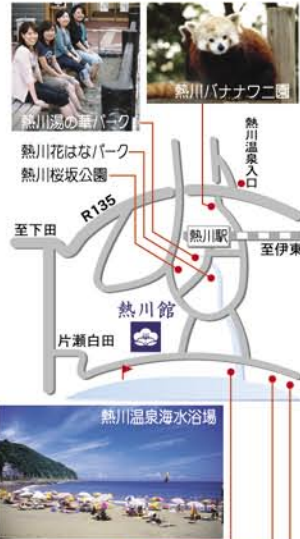 熱川湯の華パーク
熱川バナナワニ園
熱川花はなパーク
熱川桜坂公園
熱川温泉入口
R135
至下田
熱川駅
至伊東
熱川館
片瀬白田
熱川温泉海水浴場